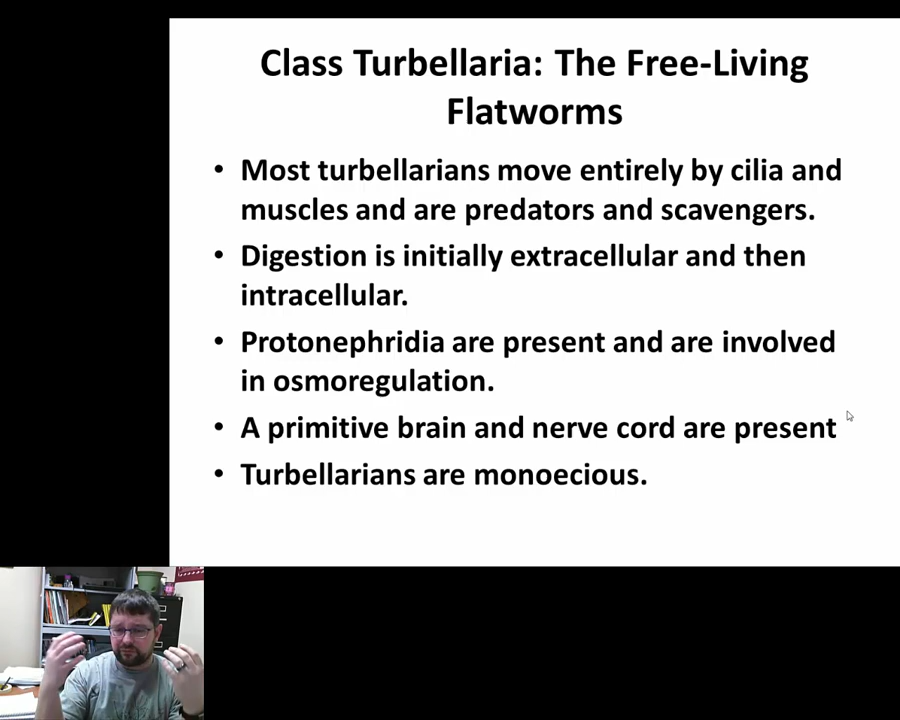 Class Turbellaria: The Free-Living
Flatworms
• Most turbellarians move entirely by cilia and
muscles and are predators and scavengers.
• Digestion is initially extracellular and then
intracellular.
• Protonephridia are present and are involved
in osmoregulation.
• A primitive brain and nerve cord are present
• Turbellarians are monoecious.